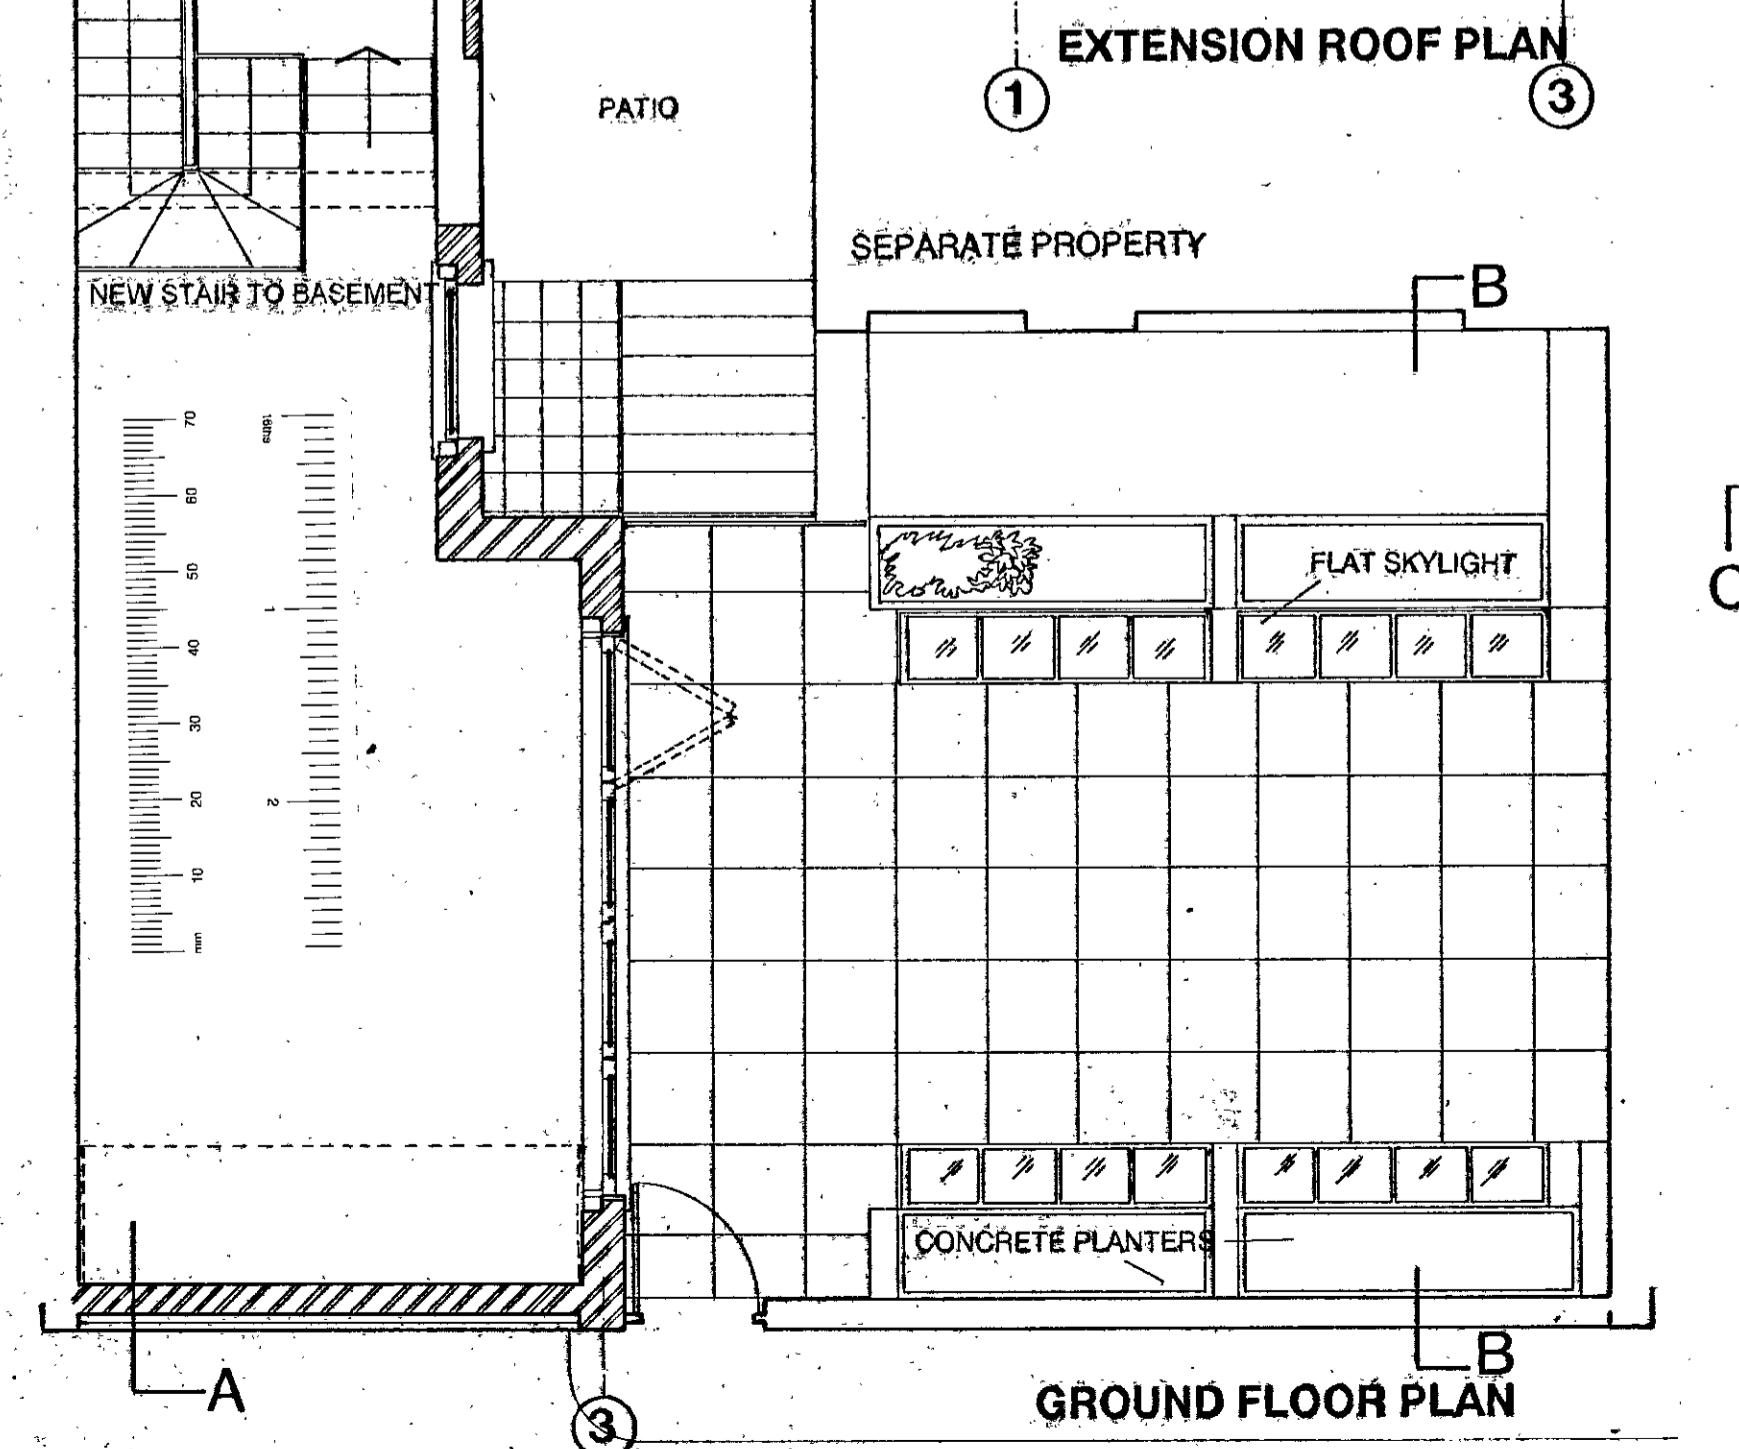 EXTENSION ROOF PLAN
1
3
PATIO
SEPARATE PROPERTY
B
NEW STAIR TO BASEMENT
70
16ths
60
50
1
40
30
20
2
10
mm
FLAT SKYLIGHT
C
CONCRETE PLANTERS
B
A
GROUND FLOOR PLAN
3